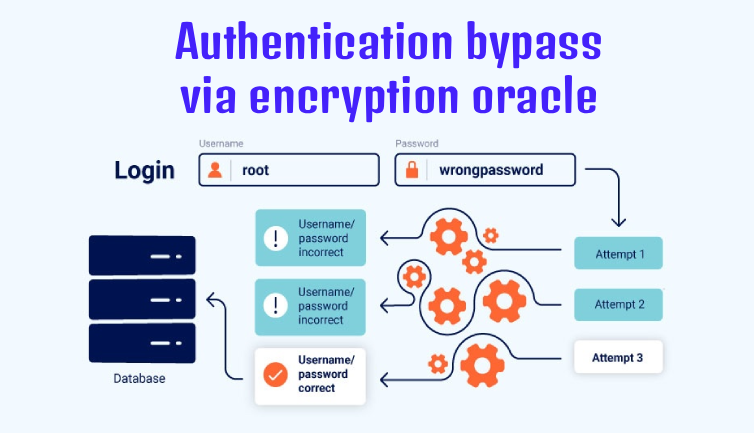 Authentication bypass
via encryption oracle
Username
Password
Login
root
wrongpassword
Username/
password
incorrect
Attempt 1
Username/
password
incorrect
Attempt 2
Username/
password
correct
Attempt 3
Database